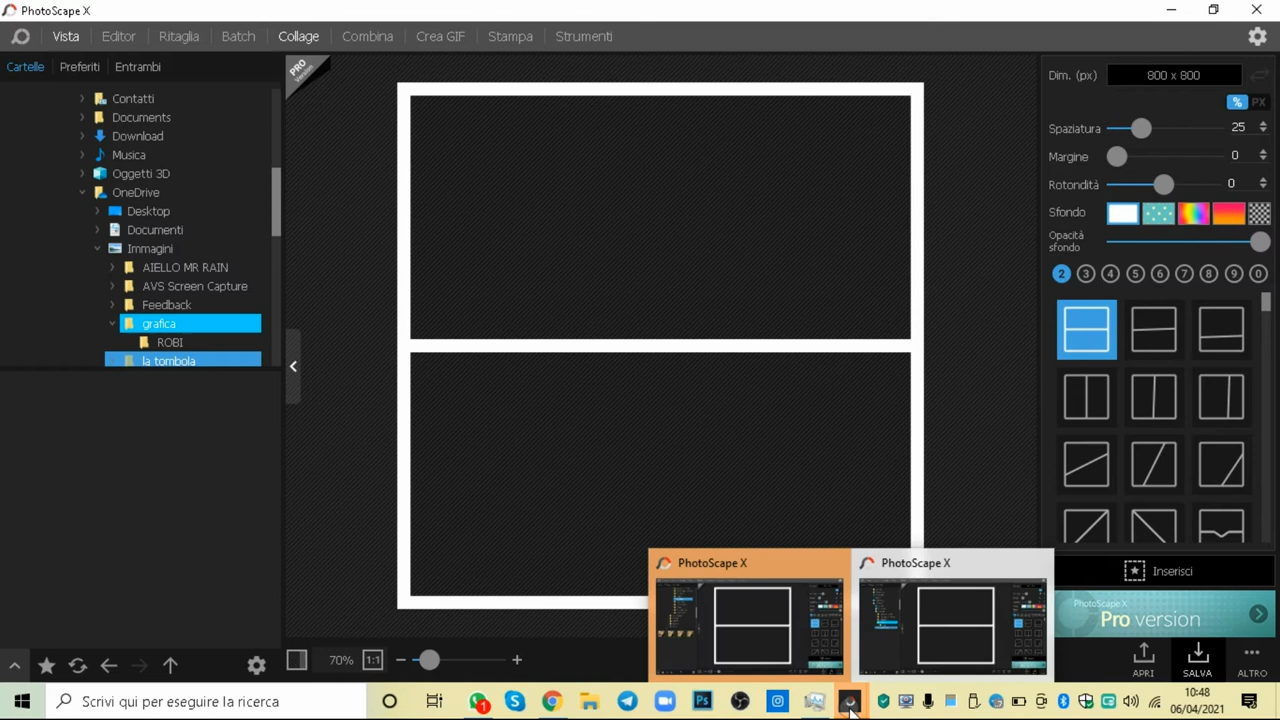 PhotoScape X
Vista Editor Ritaglia Batch Collage Combina Crea GIF Stampa Strumenti
Cartelle Preferiti Entrambi
Contatti
Documents
Download
Musica
Oggetti 3D
OneDrive
Desktop
Documenti
Immagini
AIELLO MR RAIN
AVS Screen Capture
Feedback
grafica
ROBI
la tombola
PRO
Version
Dim. (px) 800 x 800
% PX
Spaziatura 25
Margine 0
Rotondità 0
Sfondo
Opacità
sfondo
2 3 4 5 6 7 8 9 0
Inserisci
PhotoScape X
Pro version
APRI SALVA ALTRO
PhotoScape X PhotoScape X
70% 1:1
Scrivi qui per eseguire la ricerca
1
Ps
10:48
06/04/2021